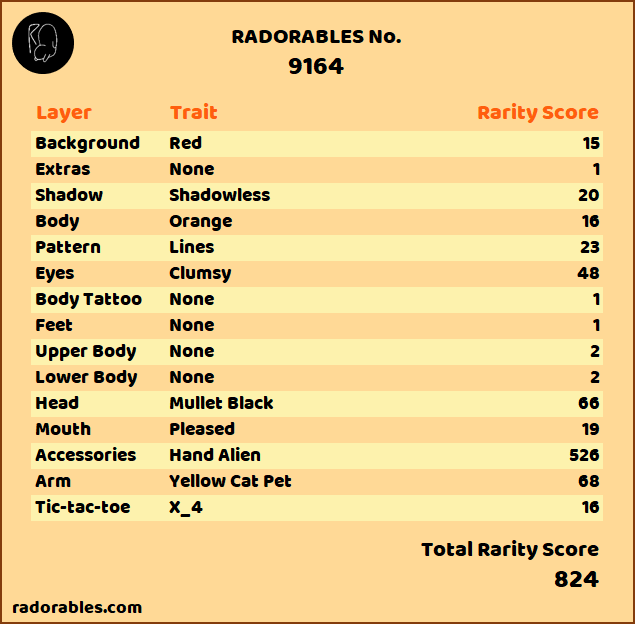 RADORABLES No.
9164
Layer Trait Rarity Score
Background Red 15
Extras None 1
Shadow Shadowless 20
Body Orange 16
Pattern Lines 23
Eyes Clumsy 48
Body Tattoo None 1
Feet None 1
Upper Body None 2
Lower Body None 2
Head Mullet Black 66
Mouth Pleased 19
Accessories Hand Alien 526
Arm Yellow Cat Pet 68
Tic-tac-toe X_4 16
Total Rarity Score
824
radorables.com